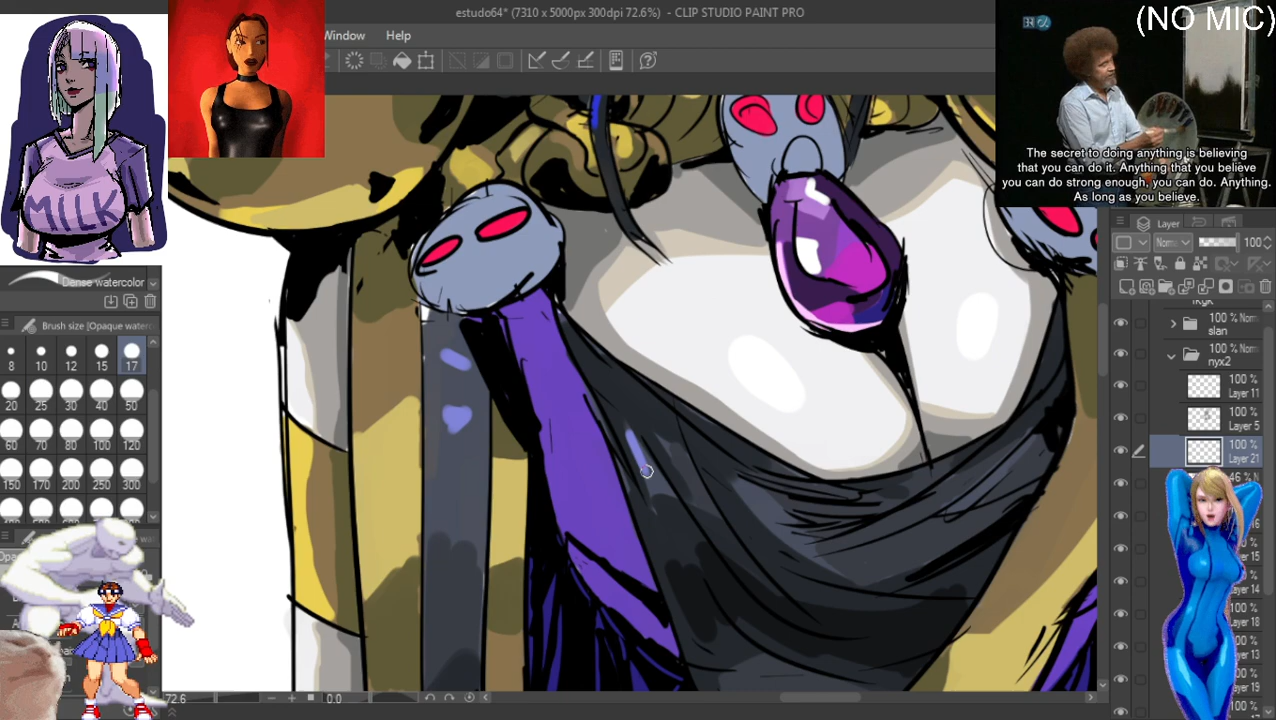 estudo64* (7310 x 5000px 300dpi 72.6%) - CLIP STUDIO PAINT PRO
(NO MIC)
Window Help
The secret to doing anything is believing
that you can do it. Anything that you believe
you can do strong enough, you can do. Anything.
As long as you believe.
MILK
Layer
Norm 100
Dense watercolor
Brush size [Opaque waterc
8 10 12 15 17
20 25 30 40 50
60 70 80 100 120
150 170 200 250 300
100 % Norm
slan
100 % Norm
nyx2
100 %
Layer 11
100 %
Layer 5
100 %
Layer 21
72.6
0.0